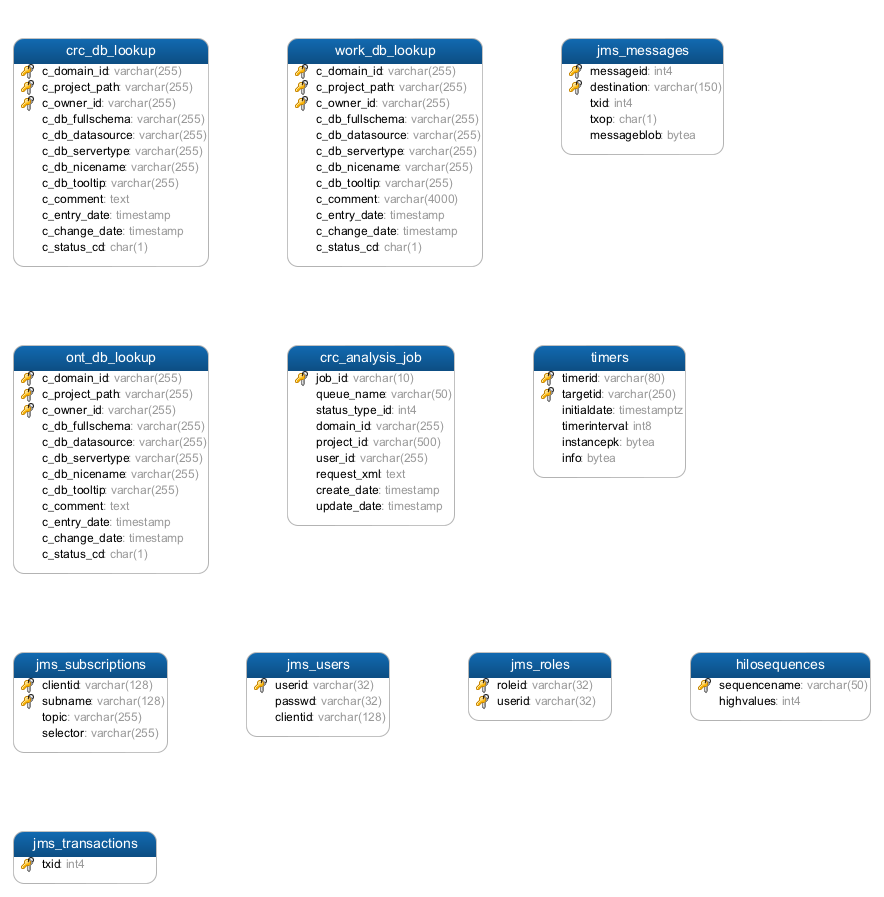 crc_db_lookup
c_domain_id: varchar(255)
c_project_path: varchar(255)
c_owner_id: varchar(255)
c_db_fullschema: varchar(255)
c_db_datasource: varchar(255)
c_db_servertype: varchar(255)
c_db_nicename: varchar(255)
c_db_tooltip: varchar(255)
c_comment: text
c_entry_date: timestamp
c_change_date: timestamp
c_status_cd: char(1)
work_db_lookup
c_domain_id: varchar(255)
c_project_path: varchar(255)
c_owner_id: varchar(255)
c_db_fullschema: varchar(255)
c_db_datasource: varchar(255)
c_db_servertype: varchar(255)
c_db_nicename: varchar(255)
c_db_tooltip: varchar(255)
c_comment: varchar(4000)
c_entry_date: timestamp
c_change_date: timestamp
c_status_cd: char(1)
jms_messages
messageid: int4
destination: varchar(150)
txid: int4
txop: char(1)
messageblob: bytea
ont_db_lookup
c_domain_id: varchar(255)
c_project_path: varchar(255)
c_owner_id: varchar(255)
c_db_fullschema: varchar(255)
c_db_datasource: varchar(255)
c_db_servertype: varchar(255)
c_db_nicename: varchar(255)
c_db_tooltip: varchar(255)
c_comment: text
c_entry_date: timestamp
c_change_date: timestamp
c_status_cd: char(1)
crc_analysis_job
job_id: varchar(10)
queue_name: varchar(50)
status_type_id: int4
domain_id: varchar(255)
project_id: varchar(500)
user_id: varchar(255)
request_xml: text
create_date: timestamp
update_date: timestamp
timers
timerid: varchar(80)
targetid: varchar(250)
initialdate: timestamptz
timerinterval: int8
instancepk: bytea
info: bytea
jms_subscriptions
clientid: varchar(128)
subname: varchar(128)
topic: varchar(255)
selector: varchar(255)
jms_users
userid: varchar(32)
passwd: varchar(32)
clientid: varchar(128)
jms_roles
roleid: varchar(32)
userid: varchar(32)
hilosequences
sequencename: varchar(50)
highvalues: int4
jms_transactions
txid: int4